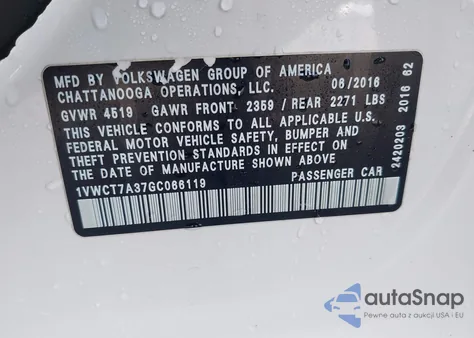 MFD BY VOLKSWAGEN GROUP OF AMERICA
CHATTANOOGA OPERATIONS, LLC. 06/2016
GVWR 4519 GAWR FRONT 2359 / REAR 2271 LBS
THIS VEHICLE CONFORMS TO ALL APPLICABLE U.S.
FEDERAL MOTOR VEHICLE SAFETY, BUMPER AND
THEFT PREVENTION STANDARDS IN EFFECT ON
THE DATE OF MANUFACTURE SHOWN ABOVE.
1VWCT7A37GC066119 PASSENGER CAR
2420203 2016 62
autoSnap
Pewne auta z aukcji USA i EU